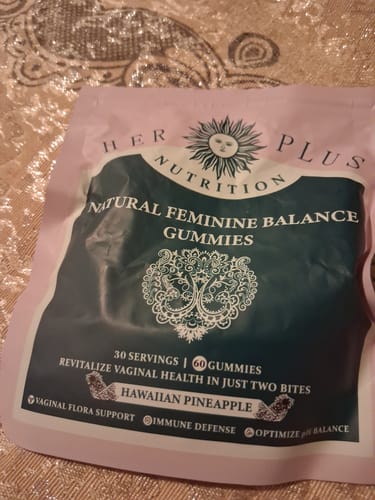 HER PLUS
NUTRITION
NATURAL FEMININE BALANCE
GUMMIES
30 SERVINGS | 60 GUMMIES
REVITALIZE VAGINAL HEALTH IN JUST TWO BITES
HAWAIIAN PINEAPPLE
VAGINAL FLORA SUPPORT IMMUNE DEFENSE OPTIMIZE pH BALANCE